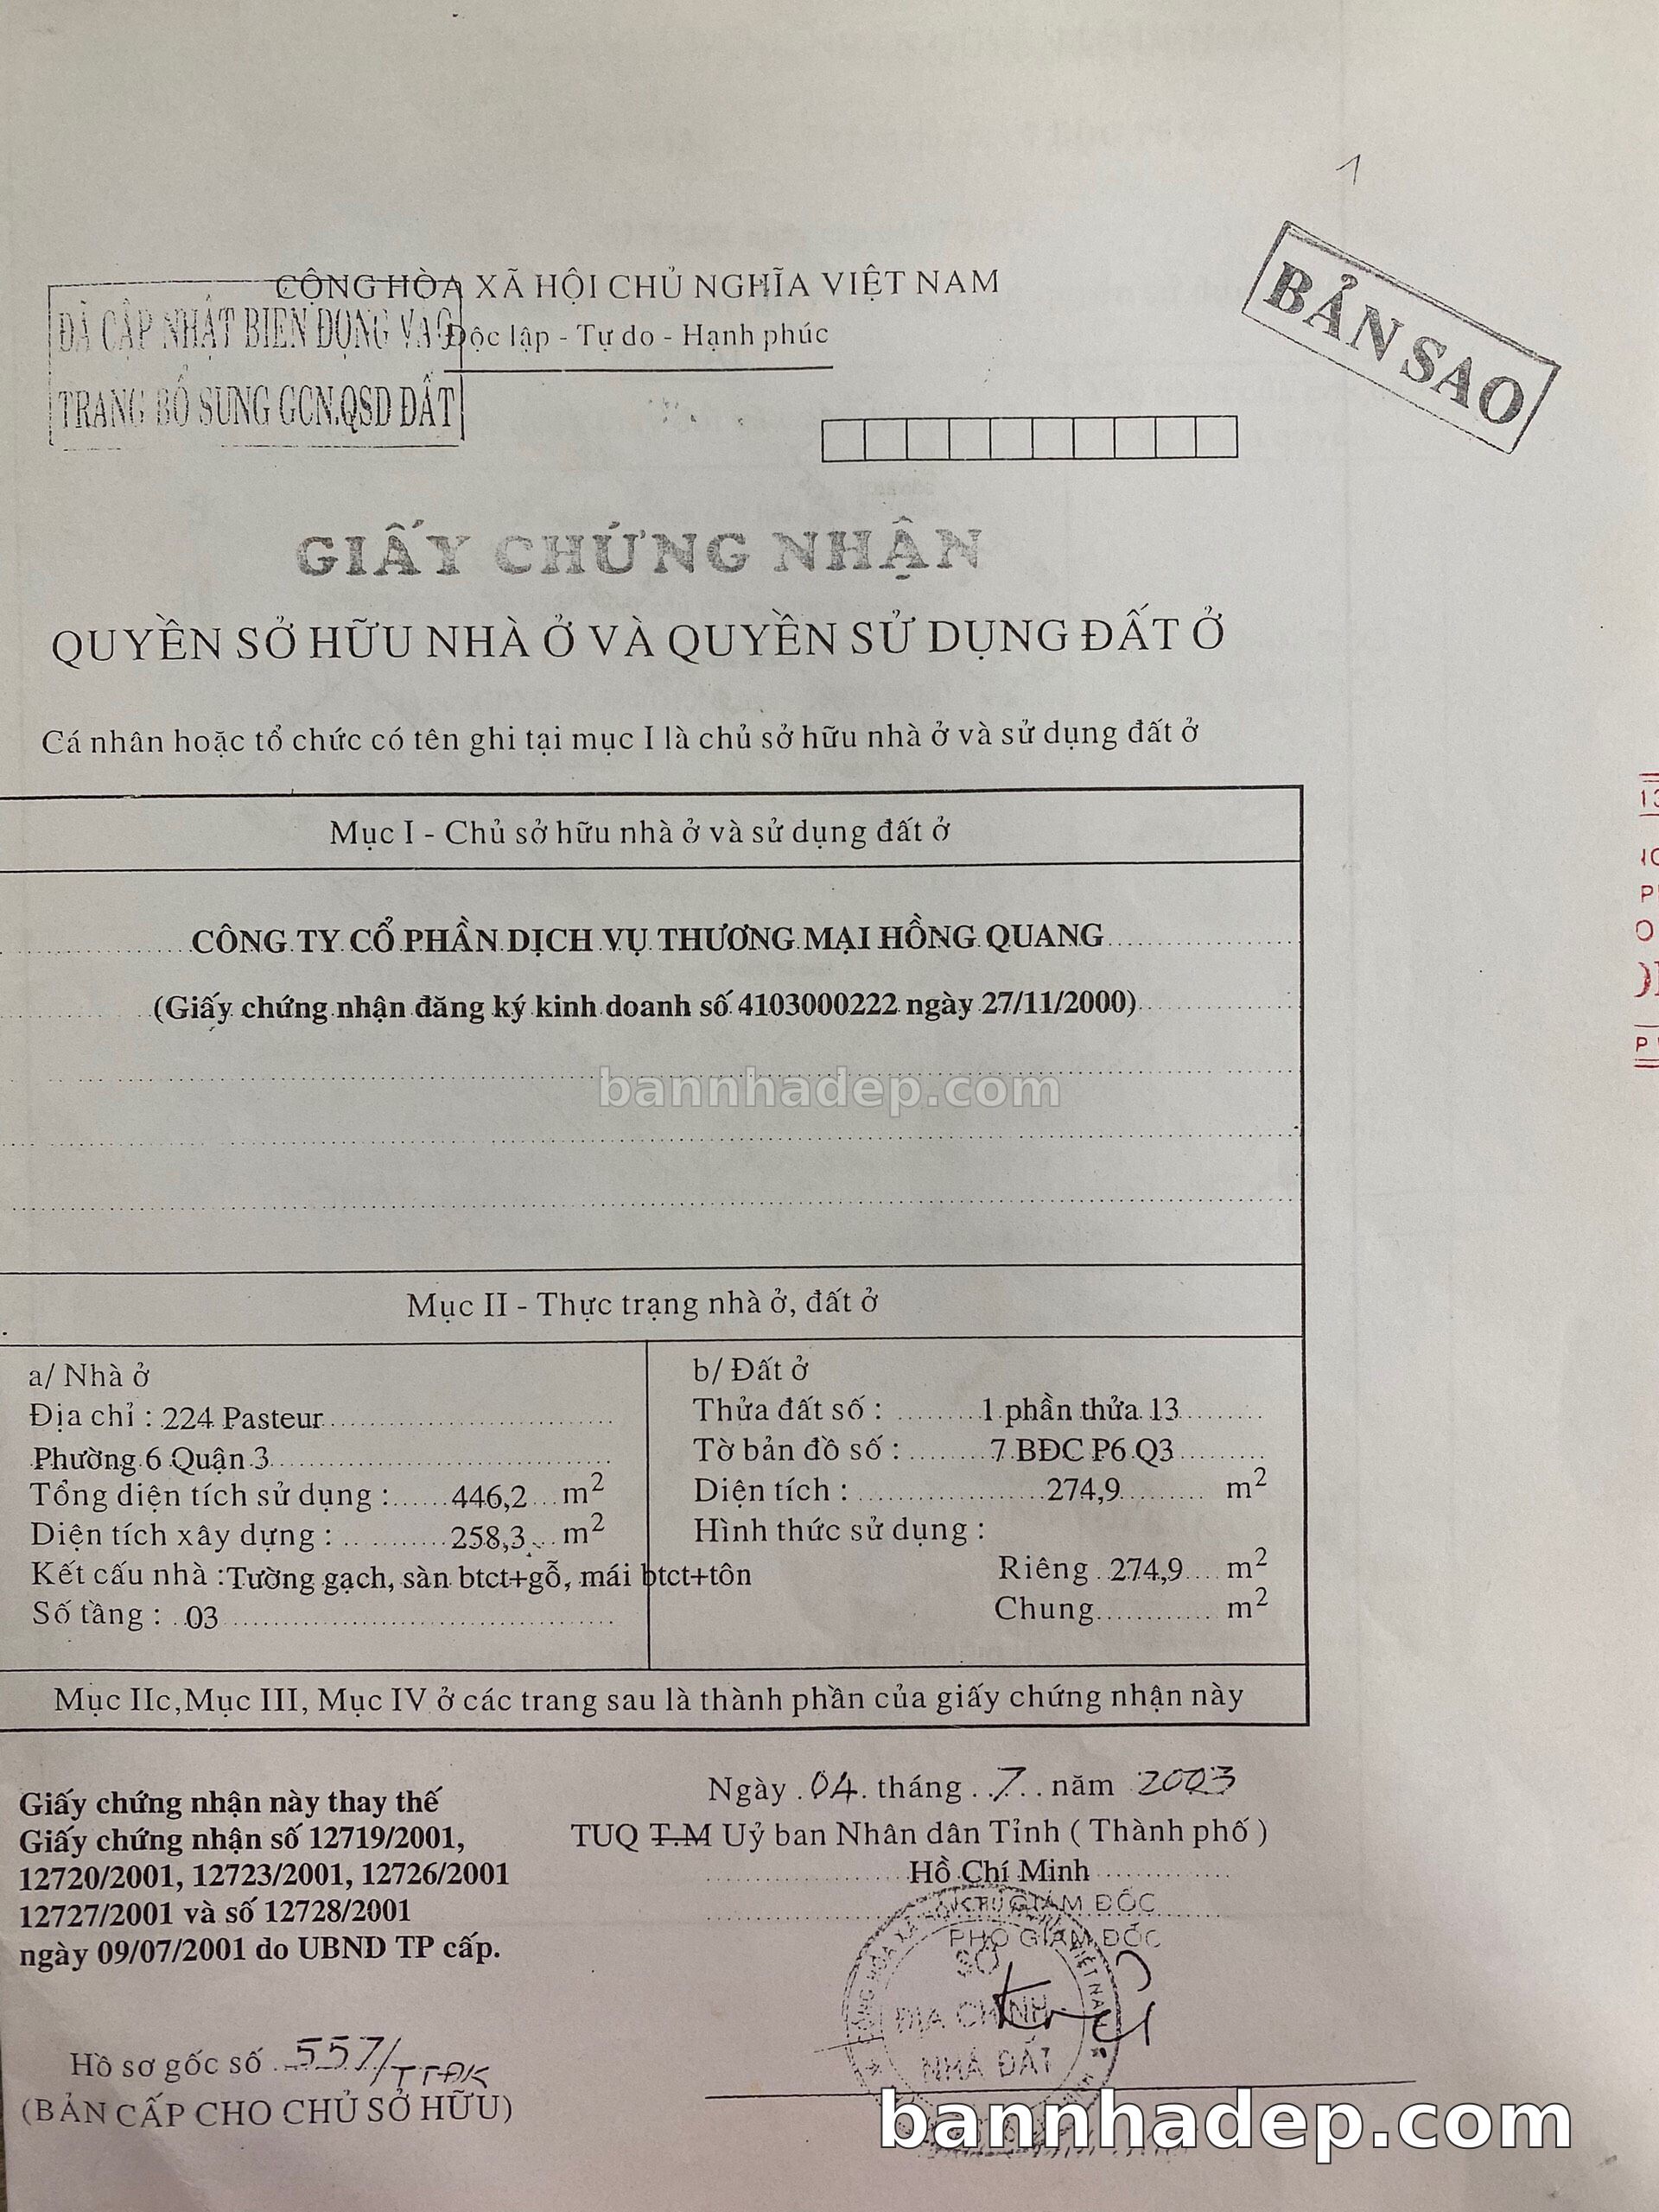 1
BẢN SAO
CỘNG HÒA XÃ HỘI CHỦ NGHĨA VIỆT NAM
Độc lập - Tự do - Hạnh phúc
ĐÃ CẬP NHẬT BIẾN ĐỘNG VÀO
TRANG BỔ SUNG GCN.QSD ĐẤT
GIẤY CHỨNG NHẬN
QUYỀN SỞ HỮU NHÀ Ở VÀ QUYỀN SỬ DỤNG ĐẤT Ở
Cá nhân hoặc tổ chức có tên ghi tại mục I là chủ sở hữu nhà ở và sử dụng đất ở
Mục I - Chủ sở hữu nhà ở và sử dụng đất ở
CÔNG TY CỔ PHẦN DỊCH VỤ THƯƠNG MẠI HỒNG QUANG
(Giấy chứng nhận đăng ký kinh doanh số 4103000222 ngày 27/11/2000)
bannhadep.com
Mục II - Thực trạng nhà ở, đất ở
a/ Nhà ở
Địa chỉ : 224 Pasteur
Phường 6 Quận 3
Tổng diện tích sử dụng : 446,2 m2
Diện tích xây dựng : 258,3 m2
Kết cấu nhà : Tường gạch, sàn btct+gỗ, mái btct+tôn
Số tầng : 03
b/ Đất ở
Thửa đất số : 1 phần thửa 13
Tờ bản đồ số : 7 BĐC P6 Q3
Diện tích : 274,9 m2
Hình thức sử dụng :
Riêng 274,9 m2
Chung m2
Mục IIc,Mục III, Mục IV ở các trang sau là thành phần của giấy chứng nhận này
Giấy chứng nhận này thay thế
Giấy chứng nhận số 12719/2001,
12720/2001, 12723/2001, 12726/2001
12727/2001 và số 12728/2001
ngày 09/07/2001 do UBND TP cấp.
Hồ sơ gốc số 557/TTĐK
(BẢN CẤP CHO CHỦ SỞ HỮU)
Ngày 04 tháng 7 năm 2003
TUQ T.M Uỷ ban Nhân dân Tỉnh ( Thành phố )
Hồ Chí Minh
KT. GIÁM ĐỐC
PHÓ GIÁM ĐỐC
SỞ
ĐỊA CHÍNH
NHÀ ĐẤT
bannhadep.com